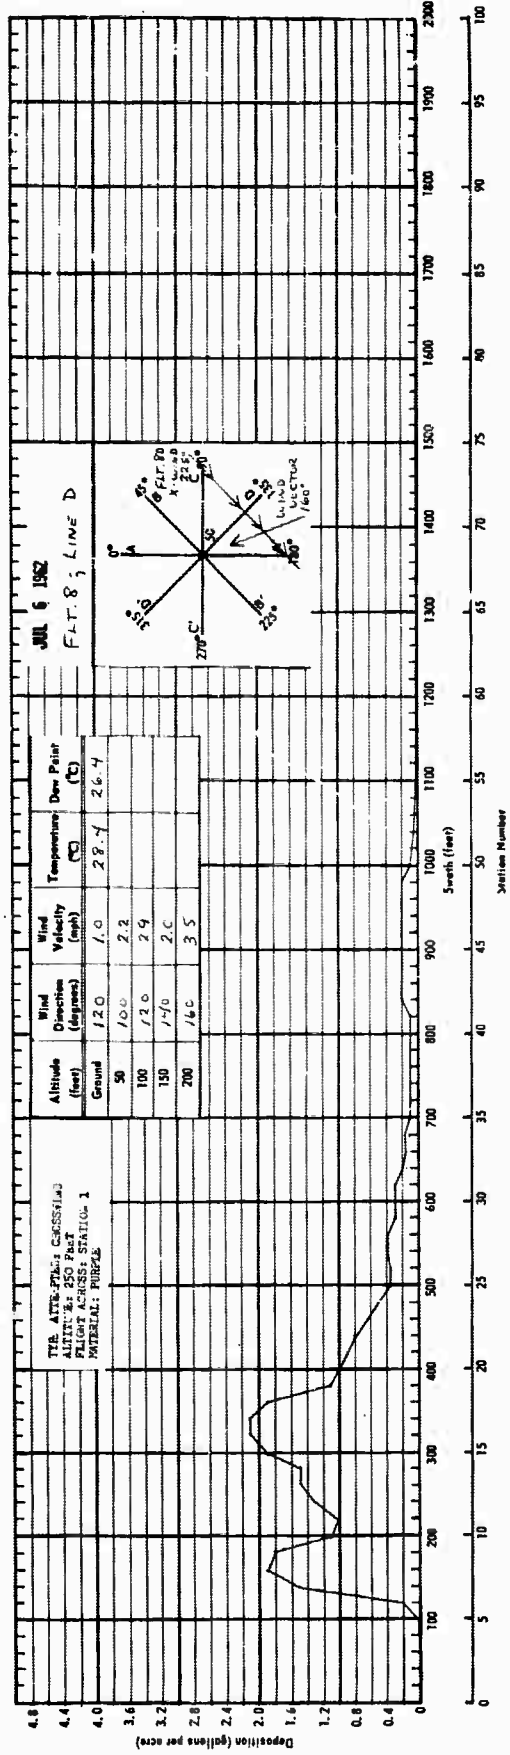 JUL 6 1962
FLT. 8; LINE D
ALTITUDE: 250 FEET
FLIGHT ACROSS: STATION 1
MATERIAL: PURPLE
Altitude (feet) Wind Direction (degrees) Wind Velocity (mph) Temperature (°C) Dew Point (°C)
Ground 120 1.0 28.4 26.4
50 100 2.2
100 120 2.9
150 140
200 160 3.5
0°
A
45°
B
FLT. 8D
X-WIND
225°
C 90°
D
WIND
VECTOR
160°
180°
B'
225°
270° C'
D'
315°
SG
Deposition (gallons per acre)
4.8
4.4
4.0
3.6
3.2
2.8
2.4
2.0
1.6
1.2
0.8
0.4
0
100 200 300 400 500 600 700 800 900 1000 1100 1200 1300 1400 1500 1600 1700 1800 1900 2000
Swath (feet)
0 5 10 15 20 25 30 35 40 45 50 55 60 65 70 75 80 85 90 95 100
Station Number